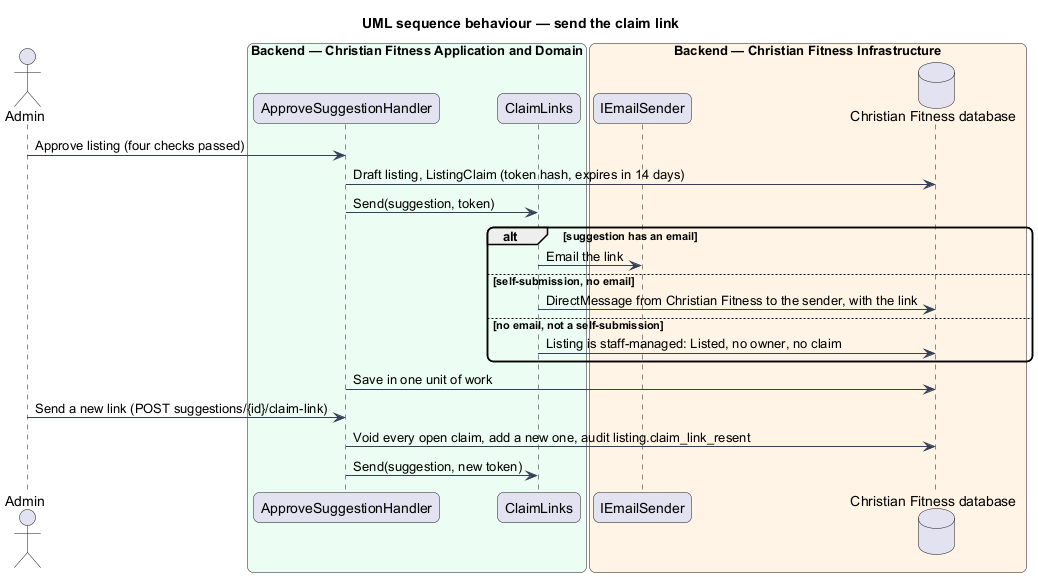 UML sequence behaviour — send the claim link
Backend — Christian Fitness Application and Domain
Backend — Christian Fitness Infrastructure
Admin
ApproveSuggestionHandler
ClaimLinks
IEmailSender
Christian Fitness database
Approve listing (four checks passed)
Draft listing, ListingClaim (token hash, expires in 14 days)
Send(suggestion, token)
alt
[suggestion has an email]
Email the link
[self-submission, no email]
DirectMessage from Christian Fitness to the sender, with the link
[no email, not a self-submission]
Listing is staff-managed: Listed, no owner, no claim
Save in one unit of work
Send a new link (POST suggestions/{id}/claim-link)
Void every open claim, add a new one, audit listing.claim_link_resent
Send(suggestion, new token)
Admin
ApproveSuggestionHandler
ClaimLinks
IEmailSender
Christian Fitness database